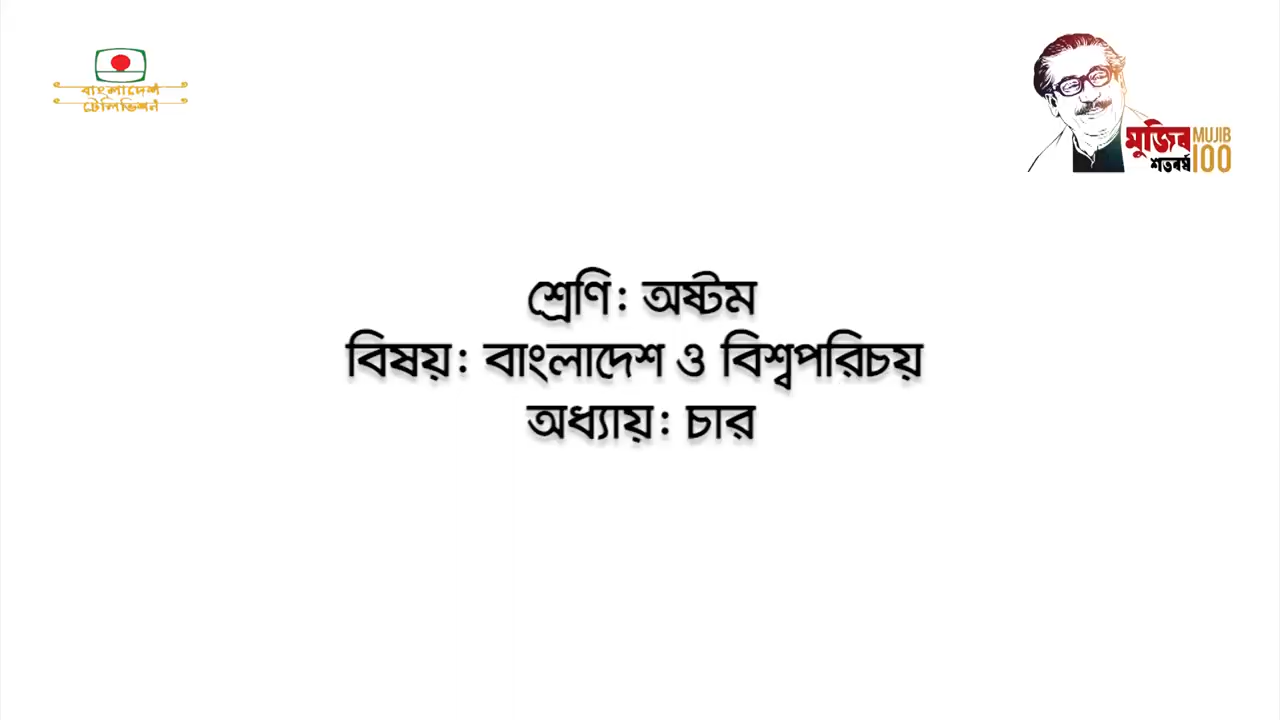 বাংলাদেশ
টেলিভিশন
মুজিব
শতবর্ষ
MUJIB
100
শ্রেণি: অষ্টম
বিষয়: বাংলাদেশ ও বিশ্বপরিচয়
অধ্যায়: চার